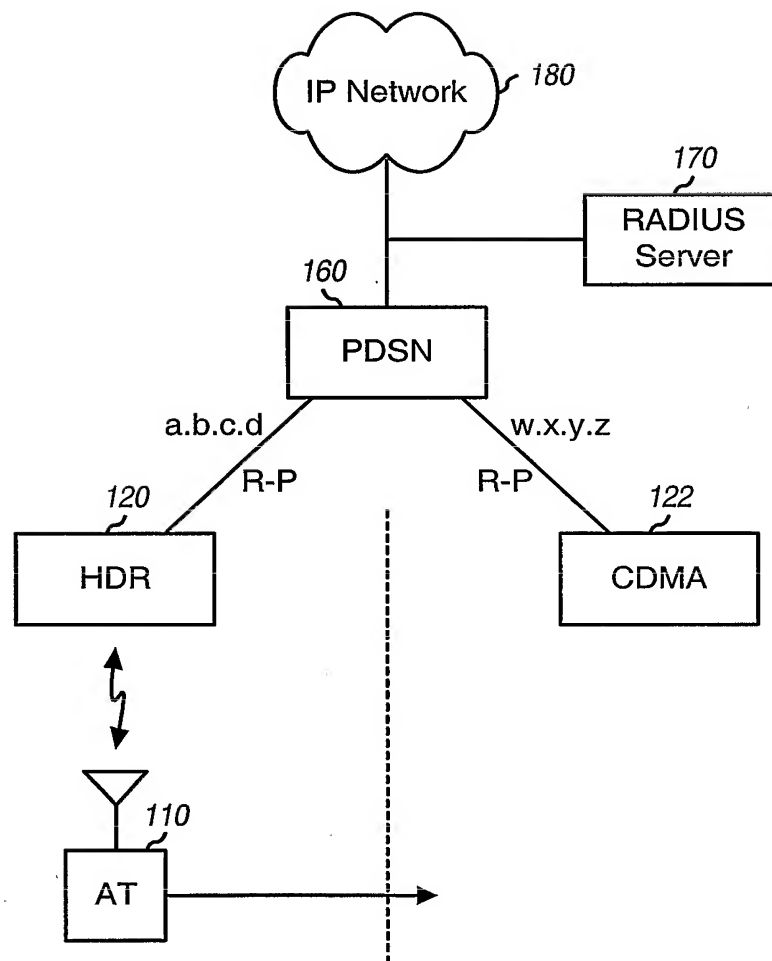 IP Network
180
170
RADIUS
Server
160
PDSN
a.b.c.d
w.x.y.z
R-P
R-P
120
122
HDR
CDMA
110
AT